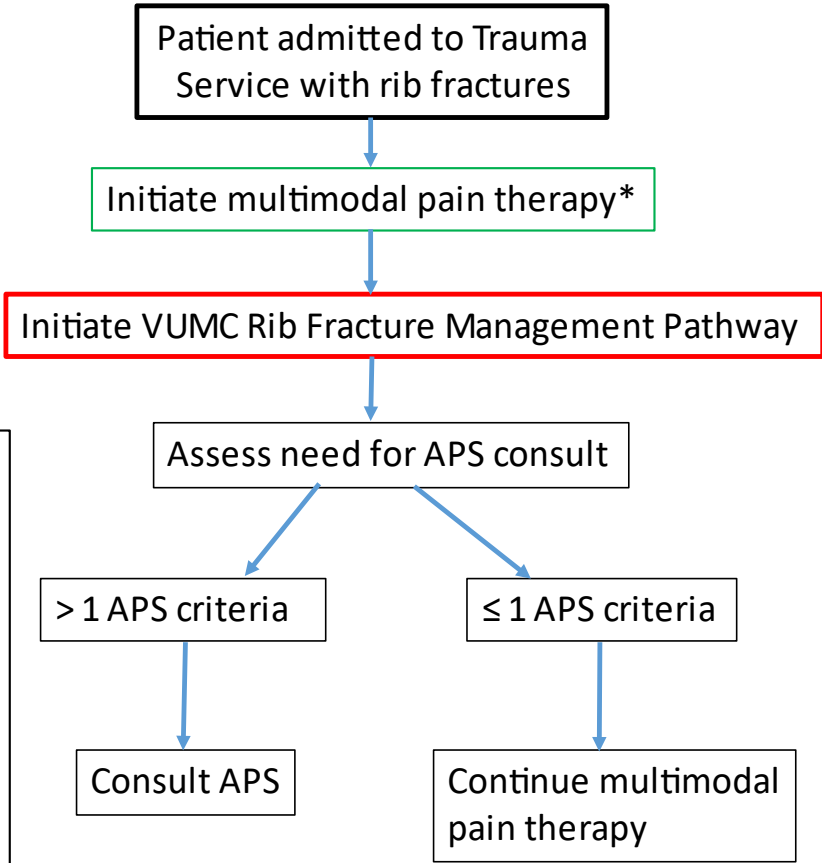 Patient admitted to Trauma
Service with rib fractures
Initiate multimodal pain therapy*
Initiate VUMC Rib Fracture Management Pathway
Assess need for APS consult
> 1 APS criteria
≤ 1 APS criteria
Consult APS
Continue multimodal
pain therapy